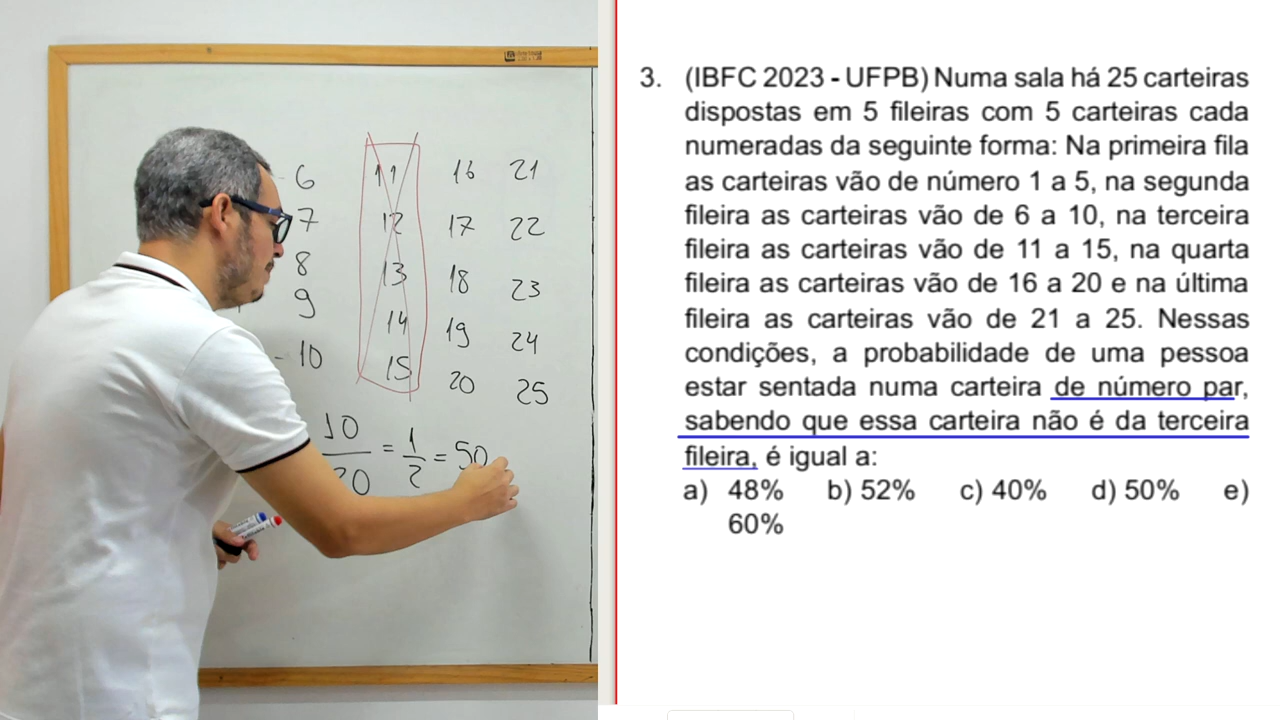 6 11 16 21
7 12 17 22
8 13 18 23
9 14 19 24
10 15 20 25
10/20 = 1/2 = 50
3. (IBFC 2023 - UFPB) Numa sala há 25 carteiras
dispostas em 5 fileiras com 5 carteiras cada
numeradas da seguinte forma: Na primeira fila
as carteiras vão de número 1 a 5, na segunda
fileira as carteiras vão de 6 a 10, na terceira
fileira as carteiras vão de 11 a 15, na quarta
fileira as carteiras vão de 16 a 20 e na última
fileira as carteiras vão de 21 a 25. Nessas
condições, a probabilidade de uma pessoa
estar sentada numa carteira de número par,
sabendo que essa carteira não é da terceira
fileira, é igual a:
a) 48% b) 52% c) 40% d) 50% e)
60%